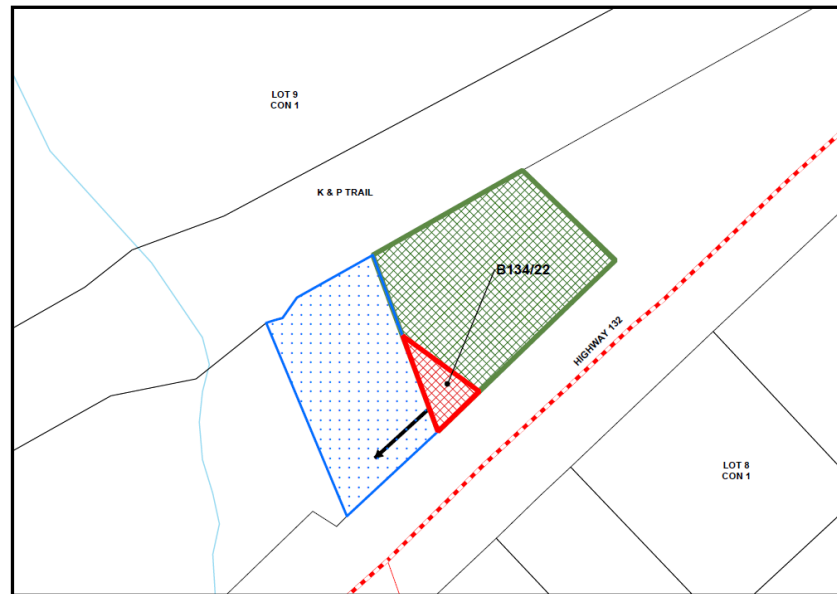 LOT 9
CON 1
K & P TRAIL
B134/22
HIGHWAY 132
LOT 8
CON 1